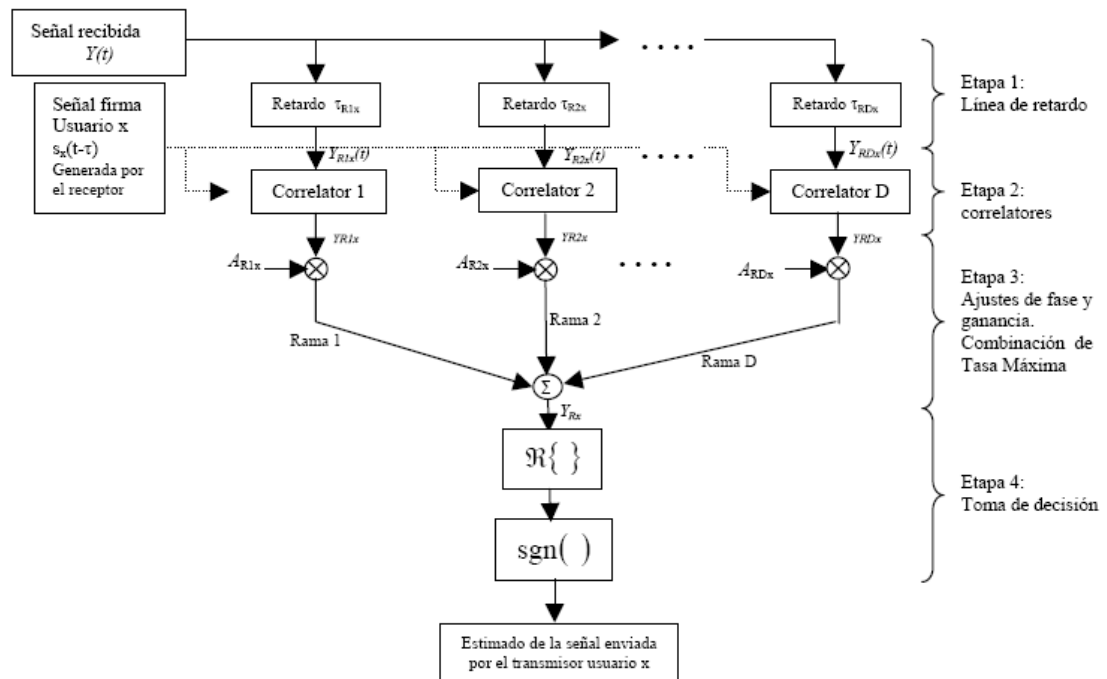 Señal recibida
Y(t)
. . . .
Señal firma
Usuario x
sₓ(t-τ)
Generada por
el receptor
Retardo τR1x
Retardo τR2x
Retardo τRDx
Etapa 1:
Línea de retardo
YR1x(t)
YR2x(t)
. . . .
YRDx(t)
Correlator 1
Correlator 2
Correlator D
Etapa 2:
correlatores
YR1x
YR2x
YRDx
AR1x
AR2x
. . . .
ARDx
Etapa 3:
Ajustes de fase y
ganancia.
Combinación de
Tasa Máxima
Rama 1
Rama 2
Rama D
Σ
YRx
ℜ{ }
sgn( )
Etapa 4:
Toma de decisión
Estimado de la señal enviada
por el transmisor usuario x